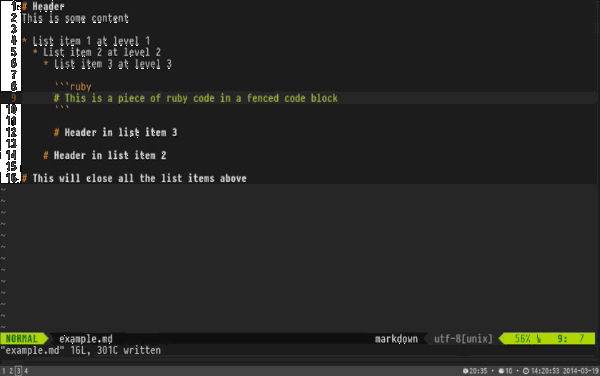 1 # Header
2 This is some content
3
4 * List item 1 at level 1
5 * List item 2 at level 2
6 * List item 3 at level 3
7
8 ```ruby
9 # This is a piece of ruby code in a fenced code block
10 ```
11
12 # Header in list item 3
13
14 # Header in list item 2
15
16 # This will close all the list items above
~
~
~
~
~
~
~
~
~
~
~
~
~
NORMAL example.md markdown utf-8[unix] 56% 9: 7
"example.md" 16L, 301C written
1 2 3 4 20:35 • 10 • 14:20:53 2014-03-19